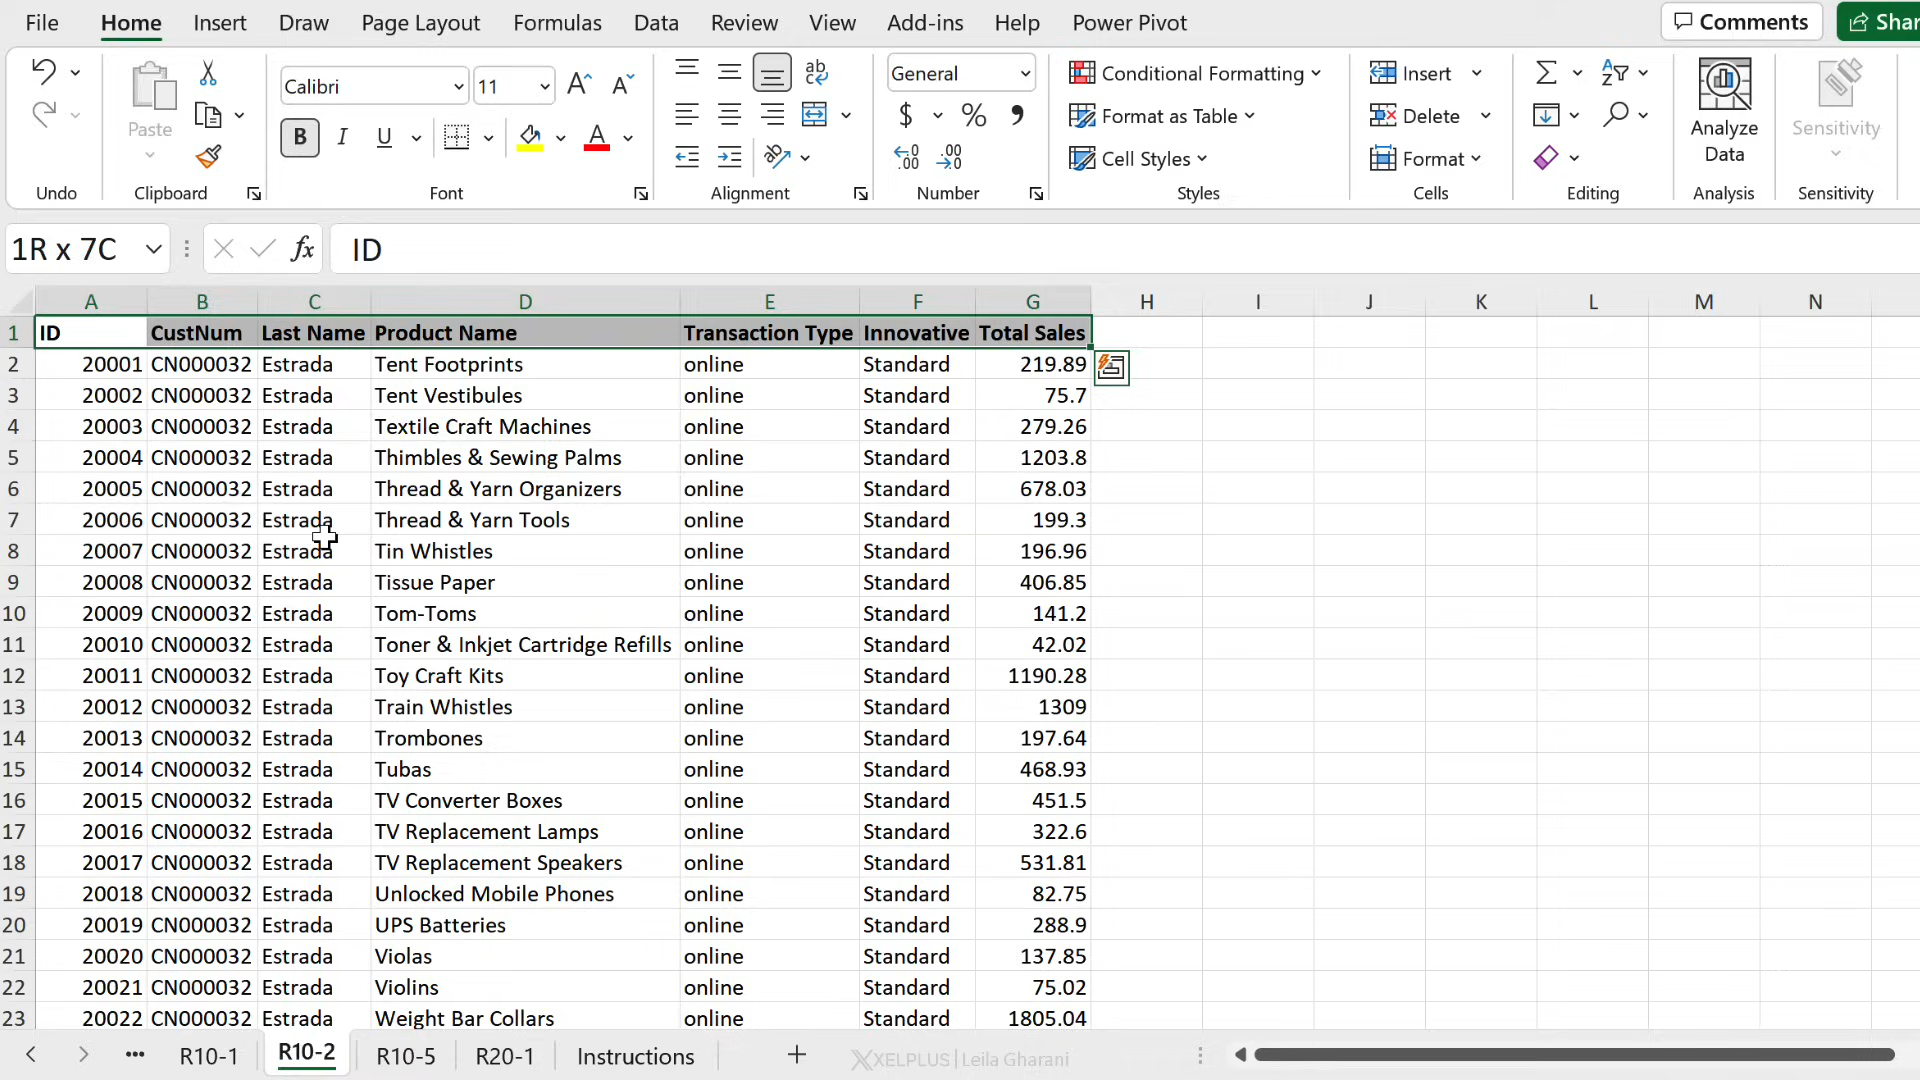 File Home Insert Draw Page Layout Formulas Data Review View Add-ins Help Power Pivot Comments Shar
Paste
Calibri 11
B I U A
ab
General
$ % 9
Conditional Formatting
Format as Table
Cell Styles
Insert
Delete
Format
Analyze
Data
Sensitivity
Undo Clipboard Font Alignment Number Styles Cells Editing Analysis Sensitivity
1R x 7C fx ID
A B C D E F G H I J K L M N
1 ID CustNum Last Name Product Name Transaction Type Innovative Total Sales
2 20001 CN000032 Estrada Tent Footprints online Standard 219.89
3 20002 CN000032 Estrada Tent Vestibules online Standard 75.7
4 20003 CN000032 Estrada Textile Craft Machines online Standard 279.26
5 20004 CN000032 Estrada Thimbles & Sewing Palms online Standard 1203.8
6 20005 CN000032 Estrada Thread & Yarn Organizers online Standard 678.03
7 20006 CN000032 Estrada Thread & Yarn Tools online Standard 199.3
8 20007 CN000032 Estrada Tin Whistles online Standard 196.96
9 20008 CN000032 Estrada Tissue Paper online Standard 406.85
10 20009 CN000032 Estrada Tom-Toms online Standard 141.2
11 20010 CN000032 Estrada Toner & Inkjet Cartridge Refills online Standard 42.02
12 20011 CN000032 Estrada Toy Craft Kits online Standard 1190.28
13 20012 CN000032 Estrada Train Whistles online Standard 1309
14 20013 CN000032 Estrada Trombones online Standard 197.64
15 20014 CN000032 Estrada Tubas online Standard 468.93
16 20015 CN000032 Estrada TV Converter Boxes online Standard 451.5
17 20016 CN000032 Estrada TV Replacement Lamps online Standard 322.6
18 20017 CN000032 Estrada TV Replacement Speakers online Standard 531.81
19 20018 CN000032 Estrada Unlocked Mobile Phones online Standard 82.75
20 20019 CN000032 Estrada UPS Batteries online Standard 288.9
21 20020 CN000032 Estrada Violas online Standard 137.85
22 20021 CN000032 Estrada Violins online Standard 75.02
23 20022 CN000032 Estrada Weight Bar Collars online Standard 1805.04
R10-1 R10-2 R10-5 R20-1 Instructions XELPLUS | Leila Gharani